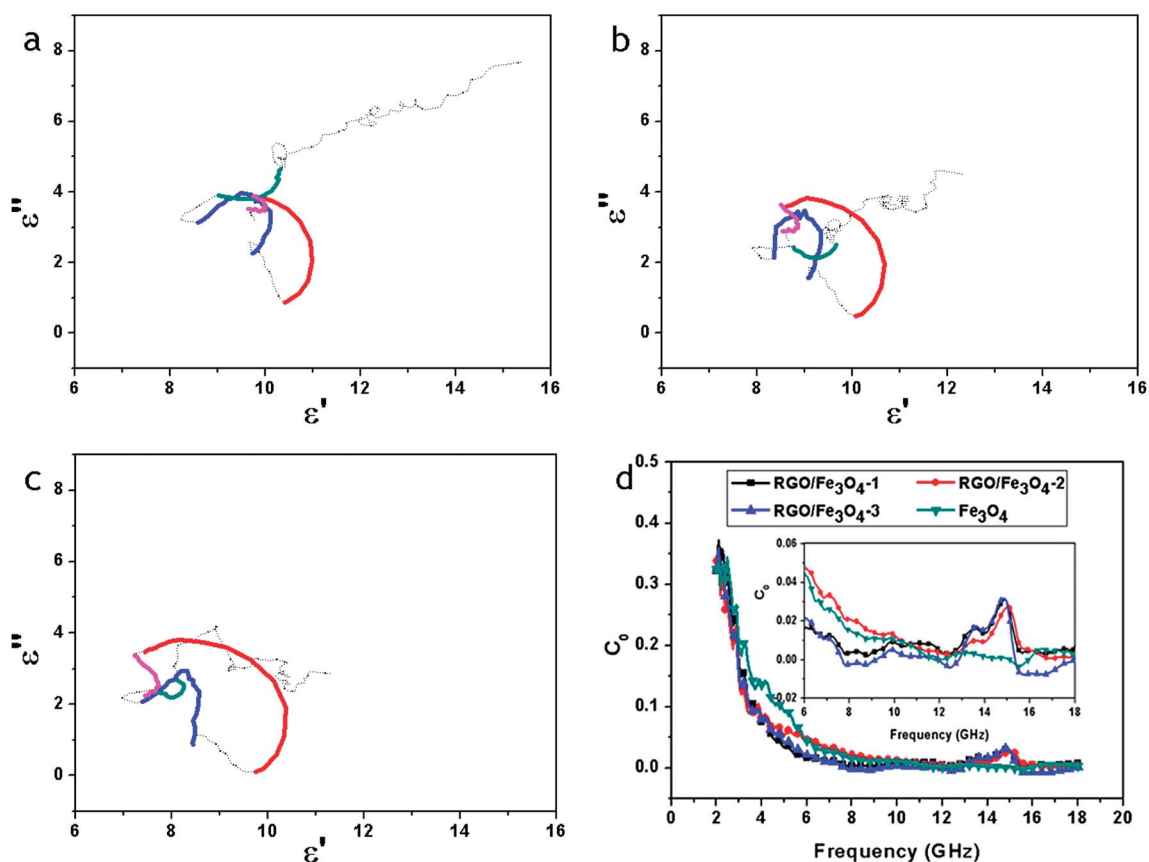 a
8
6
4
2
0
ε''
6 8 10 12 14 16
ε'
b
8
6
4
2
0
ε''
6 8 10 12 14 16
ε'
c
8
6
4
2
0
ε''
6 8 10 12 14 16
ε'
d
0.5
0.4
0.3
0.2
0.1
0.0
C₀
RGO/Fe₃O₄-1 RGO/Fe₃O₄-2
RGO/Fe₃O₄-3 Fe₃O₄
0.06
0.04
0.02
0.00
-0.02
C₀
6 8 10 12 14 16 18
Frequency (GHz)
0 2 4 6 8 10 12 14 16 18 20
Frequency (GHz)